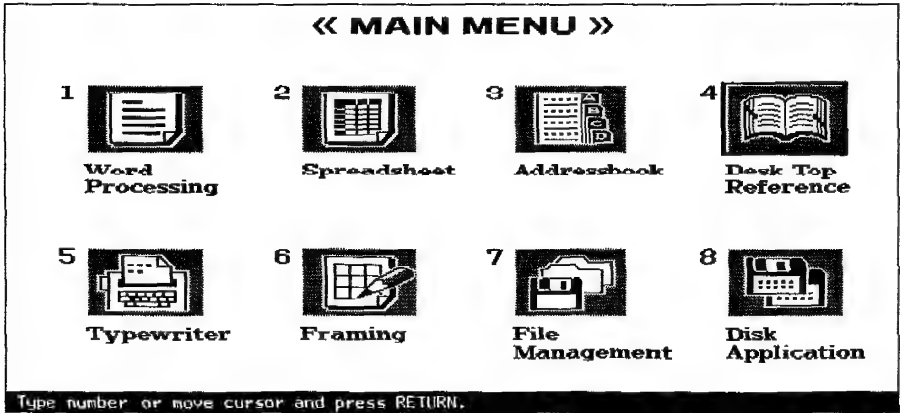 « MAIN MENU »
1 2 3 4
Word Spreadsheet Addressbook Desk Top
Processing Reference
5 6 7 8
Typewriter Framing File Disk
Management Application
Type number or move cursor and press RETURN.